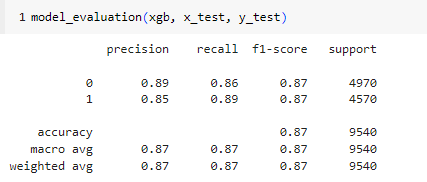 1 model_evaluation(xgb, x_test, y_test)
precision recall f1-score support
0 0.89 0.86 0.87 4970
1 0.85 0.89 0.87 4570
accuracy 0.87 9540
macro avg 0.87 0.87 0.87 9540
weighted avg 0.87 0.87 0.87 9540